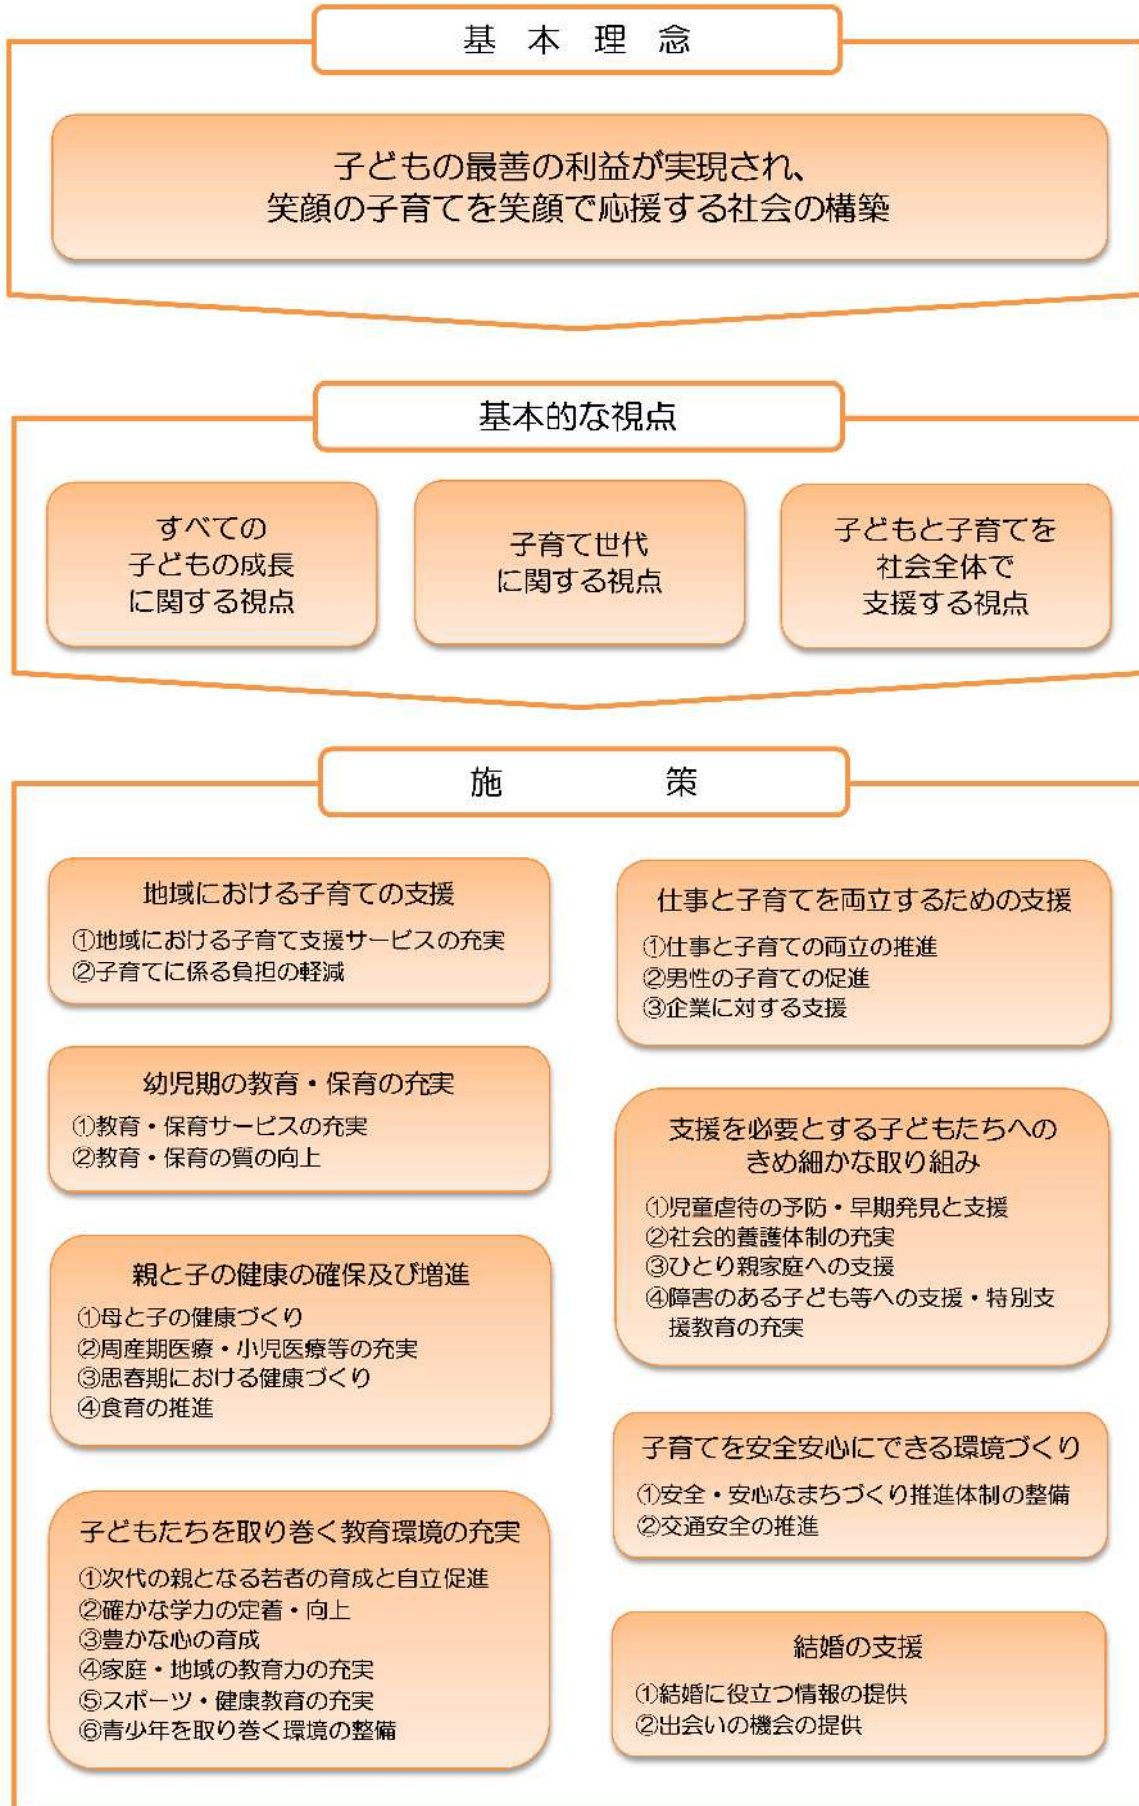 基本理念
子どもの最善の利益が実現され、
笑顔の子育てを笑顔で応援する社会の構築
基本的な視点
すべての
子どもの成長
に関する視点
子育て世代
に関する視点
子どもと子育てを
社会全体で
支援する視点
施策
地域における子育ての支援
①地域における子育て支援サービスの充実
②子育てに係る負担の軽減
幼児期の教育・保育の充実
①教育・保育サービスの充実
②教育・保育の質の向上
親と子の健康の確保及び増進
①母と子の健康づくり
②周産期医療・小児医療等の充実
③思春期における健康づくり
④食育の推進
子どもたちを取り巻く教育環境の充実
①次代の親となる若者の育成と自立促進
②確かな学力の定着・向上
③豊かな心の育成
④家庭・地域の教育力の充実
⑤スポーツ・健康教育の充実
⑥青少年を取り巻く環境の整備
仕事と子育てを両立するための支援
①仕事と子育ての両立の推進
②男性の子育ての促進
③企業に対する支援
支援を必要とする子どもたちへの
きめ細かな取り組み
①児童虐待の予防・早期発見と支援
②社会的養護体制の充実
③ひとり親家庭への支援
④障害のある子ども等への支援・特別支
援教育の充実
子育てを安全安心にできる環境づくり
①安全・安心なまちづくり推進体制の整備
②交通安全の推進
結婚の支援
①結婚に役立つ情報の提供
②出会いの機会の提供